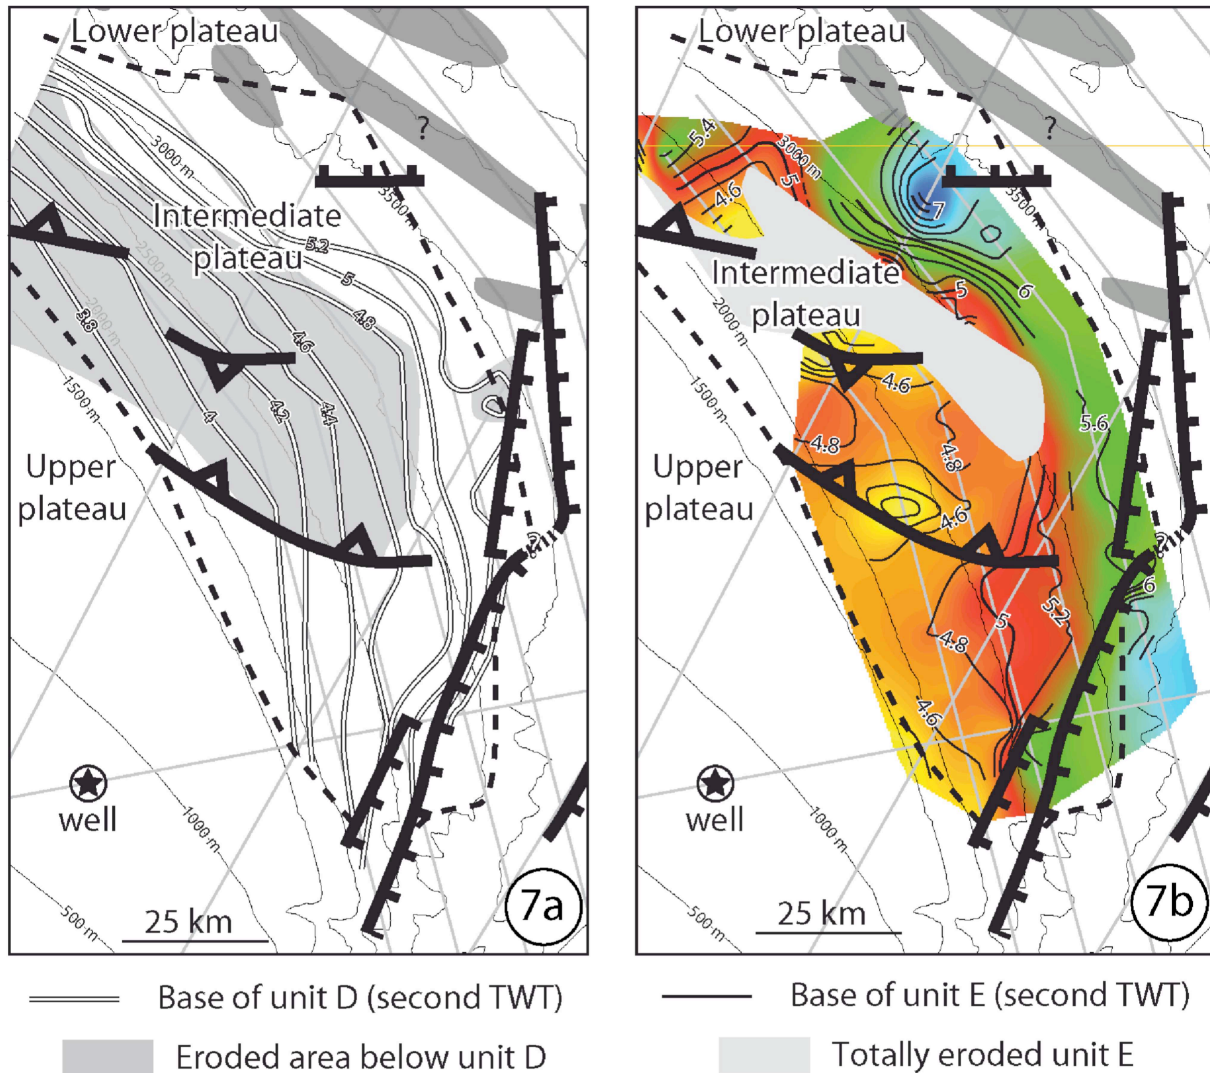 Lower plateau
?
3000 m
3500 m
Intermediate
plateau
5.2
5
4.8
2500 m
2000 m
3.8
4.6
4
4.2
4.4
1500 m
Upper
plateau
?
well
1000 m
500 m
25 km
7a
Lower plateau
?
5.4
3000 m
5
4.6
7
3500 m
Intermediate
plateau
5
6
2000 m
4.6
1500 m
4.8
4.8
5.6
Upper
plateau
4.6
?
6
5.2
5
4.8
4.6
well
1000 m
500 m
25 km
7b
Base of unit D (second TWT)
Eroded area below unit D
Base of unit E (second TWT)
Totally eroded unit E